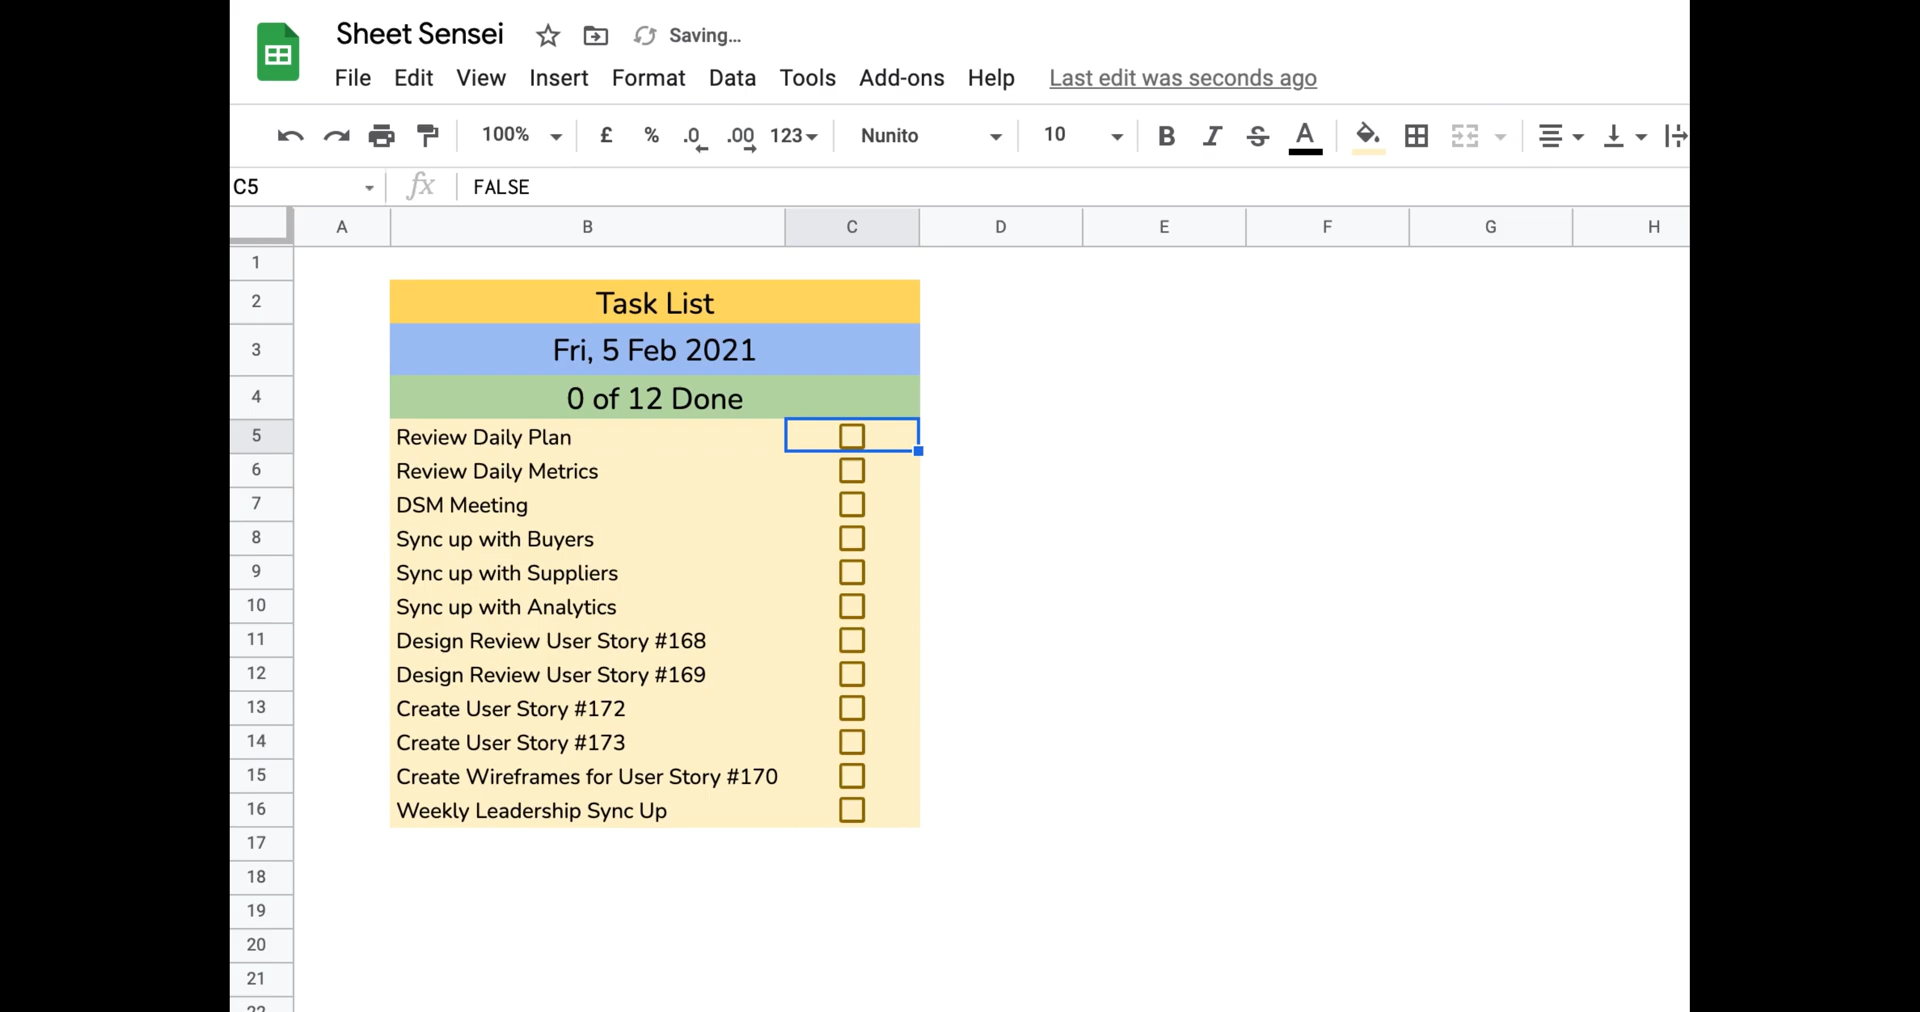 Sheet Sensei Saving...
File Edit View Insert Format Data Tools Add-ons Help Last edit was seconds ago
100% £ % .0 .00 123 Nunito 10 B I S A
C5 fx FALSE
A B C D E F G H
1
2 Task List
3 Fri, 5 Feb 2021
4 0 of 12 Done
5 Review Daily Plan
6 Review Daily Metrics
7 DSM Meeting
8 Sync up with Buyers
9 Sync up with Suppliers
10 Sync up with Analytics
11 Design Review User Story #168
12 Design Review User Story #169
13 Create User Story #172
14 Create User Story #173
15 Create Wireframes for User Story #170
16 Weekly Leadership Sync Up
17
18
19
20
21